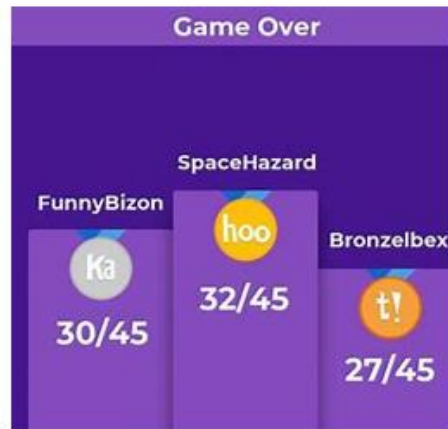 Game Over
SpaceHazard
FunnyBizon
Bronzelbex
Ka
hoo
t!
30/45
32/45
27/45